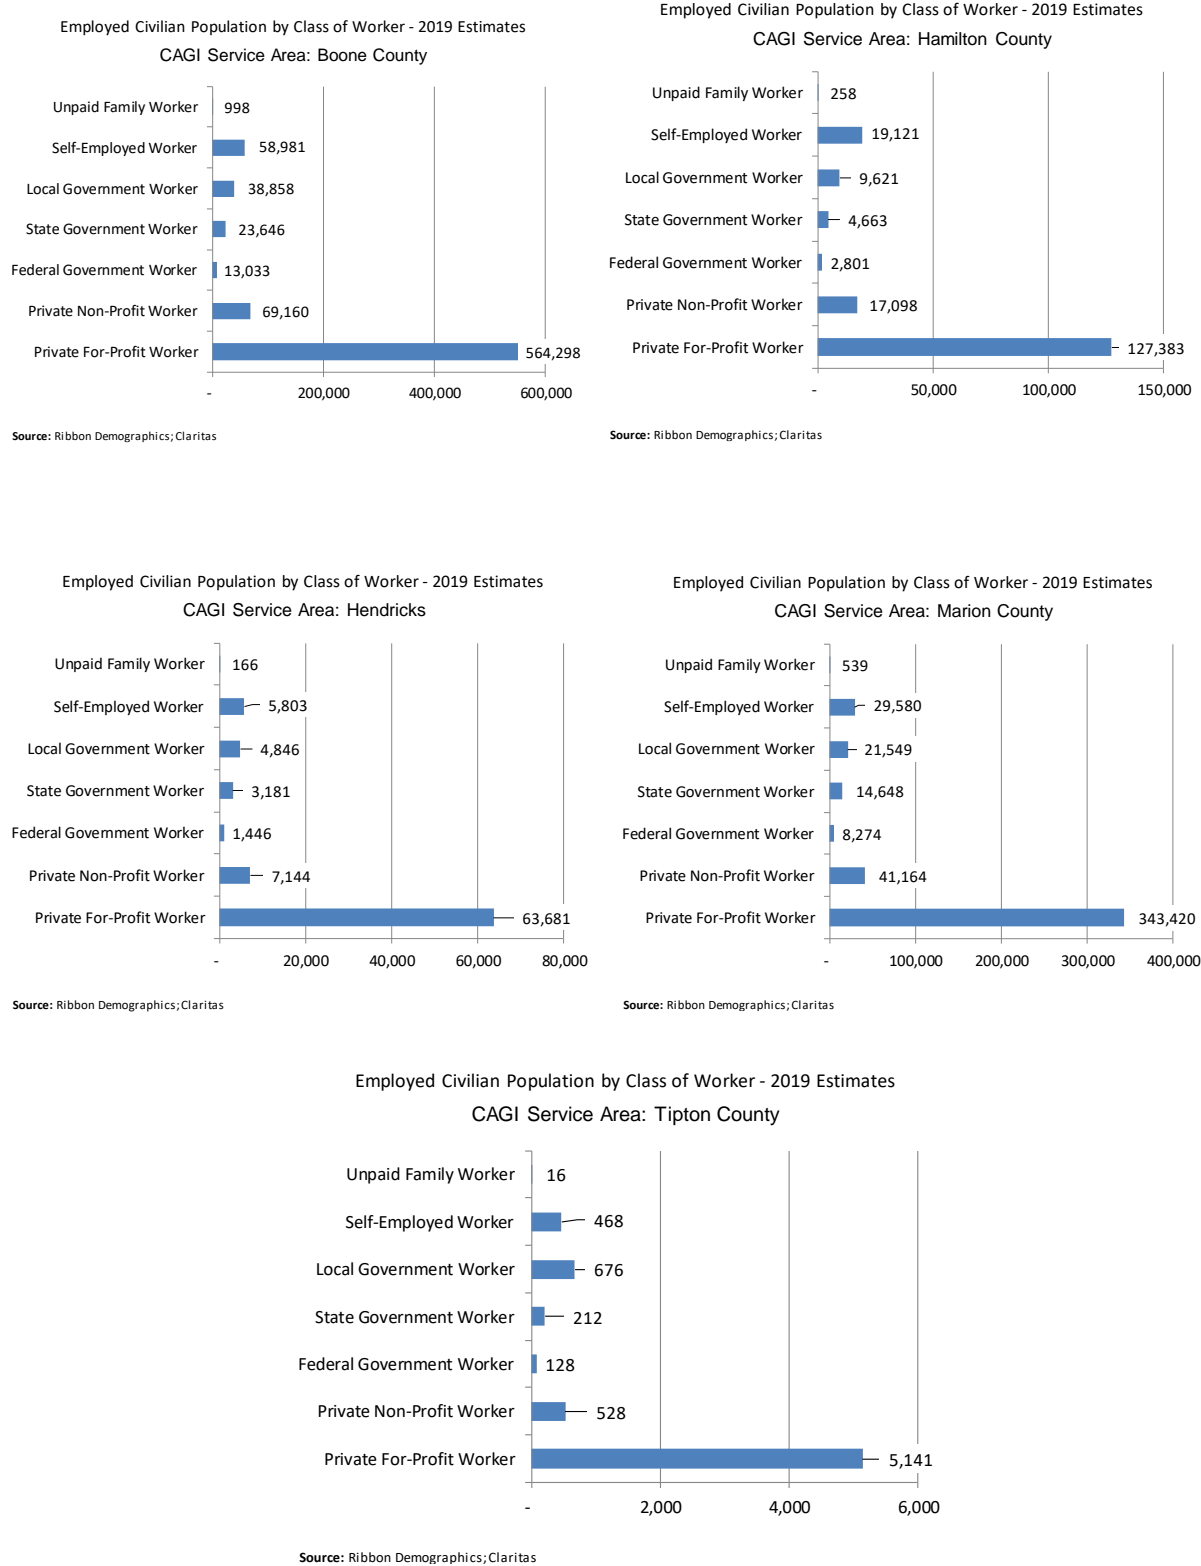 Employed Civilian Population by Class of Worker - 2019 Estimates
CAGI Service Area: Boone County
Unpaid Family Worker 998
Self-Employed Worker 58,981
Local Government Worker 38,858
State Government Worker 23,646
Federal Government Worker 13,033
Private Non-Profit Worker 69,160
Private For-Profit Worker 564,298
- 200,000 400,000 600,000
Source: Ribbon Demographics; Claritas
Employed Civilian Population by Class of Worker - 2019 Estimates
CAGI Service Area: Hamilton County
Unpaid Family Worker 258
Self-Employed Worker 19,121
Local Government Worker 9,621
State Government Worker 4,663
Federal Government Worker 2,801
Private Non-Profit Worker 17,098
Private For-Profit Worker 127,383
- 50,000 100,000 150,000
Source: Ribbon Demographics; Claritas
Employed Civilian Population by Class of Worker - 2019 Estimates
CAGI Service Area: Hendricks
Unpaid Family Worker 166
Self-Employed Worker 5,803
Local Government Worker 4,846
State Government Worker 3,181
Federal Government Worker 1,446
Private Non-Profit Worker 7,144
Private For-Profit Worker 63,681
- 20,000 40,000 60,000 80,000
Source: Ribbon Demographics; Claritas
Employed Civilian Population by Class of Worker - 2019 Estimates
CAGI Service Area: Marion County
Unpaid Family Worker 539
Self-Employed Worker 29,580
Local Government Worker 21,549
State Government Worker 14,648
Federal Government Worker 8,274
Private Non-Profit Worker 41,164
Private For-Profit Worker 343,420
- 100,000 200,000 300,000 400,000
Source: Ribbon Demographics; Claritas
Employed Civilian Population by Class of Worker - 2019 Estimates
CAGI Service Area: Tipton County
Unpaid Family Worker 16
Self-Employed Worker 468
Local Government Worker 676
State Government Worker 212
Federal Government Worker 128
Private Non-Profit Worker 528
Private For-Profit Worker 5,141
- 2,000 4,000 6,000
Source: Ribbon Demographics; Claritas